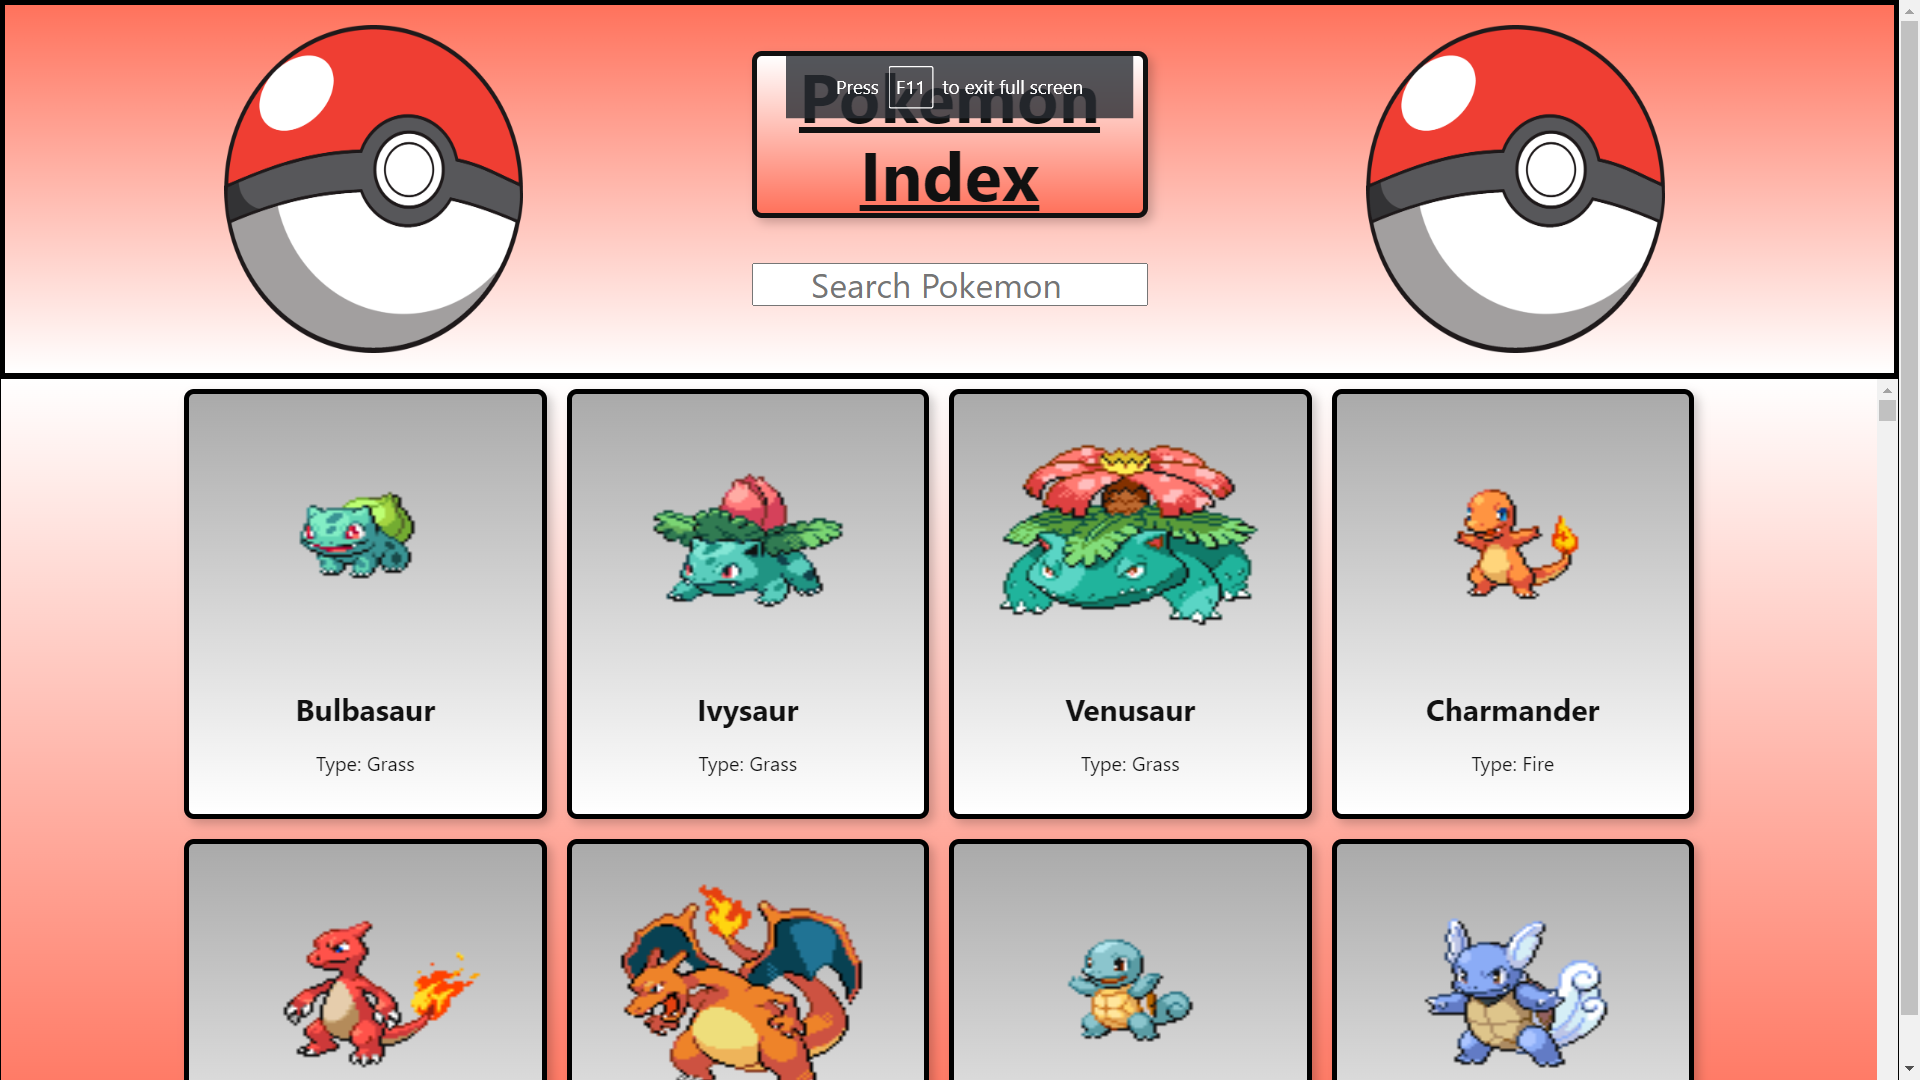 Press F11 to exit full screen
Pokemon
Index
Search Pokemon
Bulbasaur
Type: Grass
Ivysaur
Type: Grass
Venusaur
Type: Grass
Charmander
Type: Fire